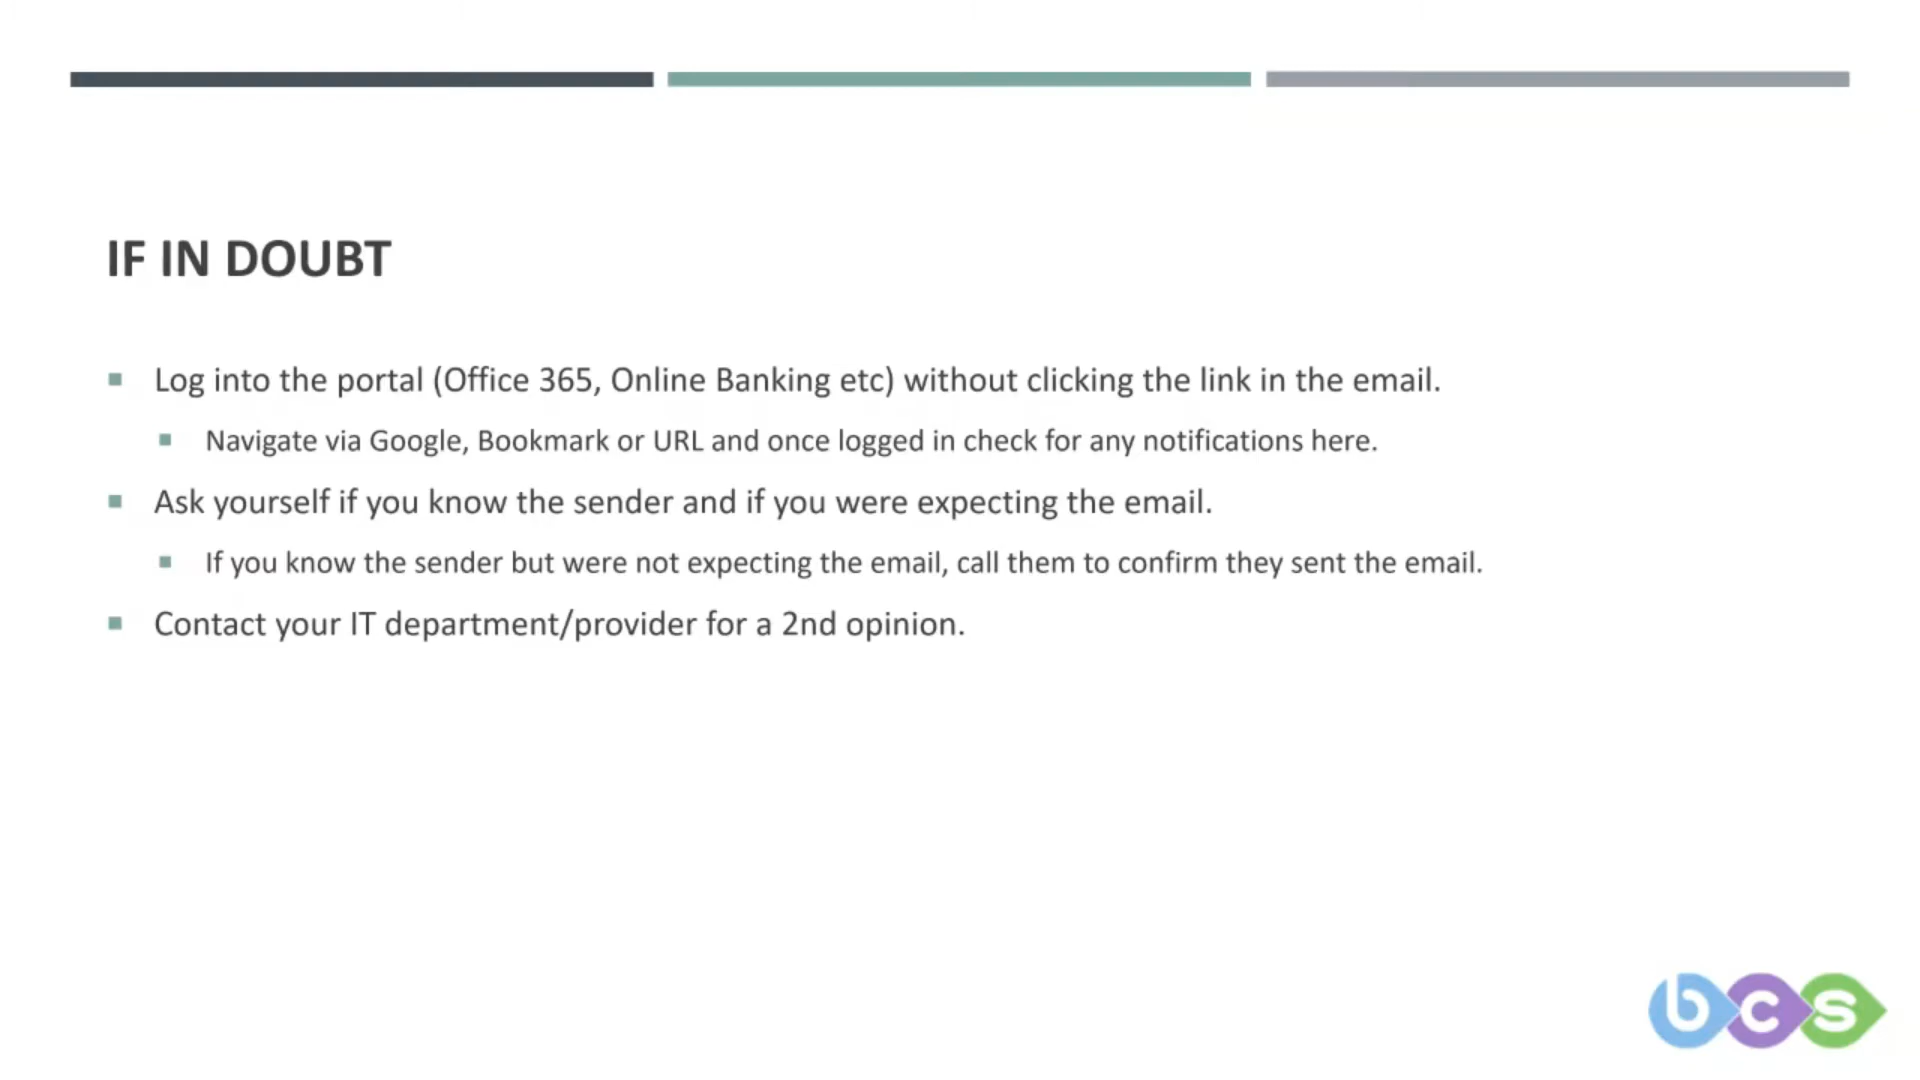 IF IN DOUBT
Log into the portal (Office 365, Online Banking etc) without clicking the link in the email.
Navigate via Google, Bookmark or URL and once logged in check for any notifications here.
Ask yourself if you know the sender and if you were expecting the email.
If you know the sender but were not expecting the email, call them to confirm they sent the email.
Contact your IT department/provider for a 2nd opinion.
bcs